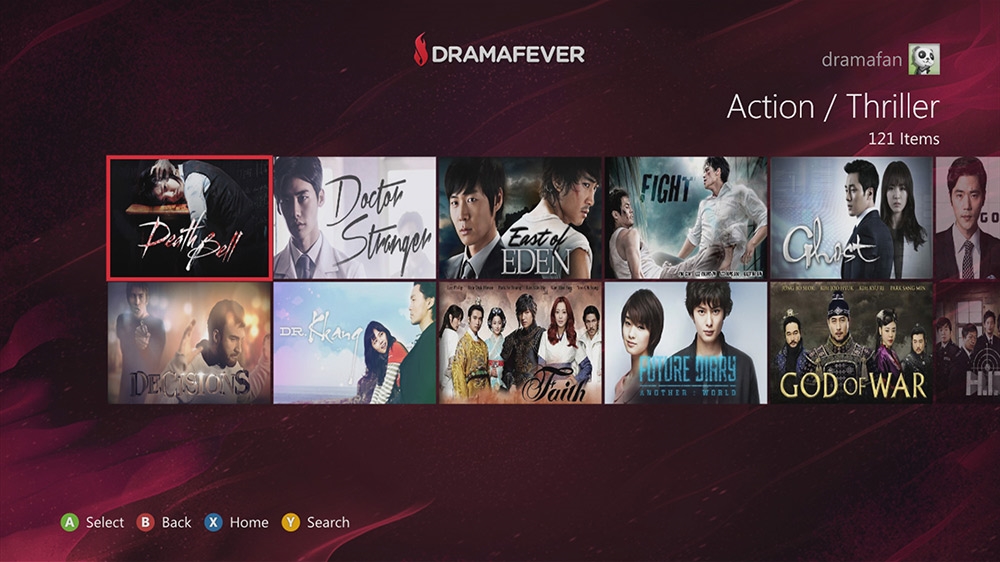 DRAMAFEVER
dramafan
Action / Thriller
121 Items
Death Bell
Doctor
Stranger
East of
EDEN
FIGHT
Ghost
GO
DECISIONS
DR. Khang
Faith
FUTURE DIARY
ANOTHER : WORLD
GOD OF WAR
H.I.T
A Select B Back X Home Y Search